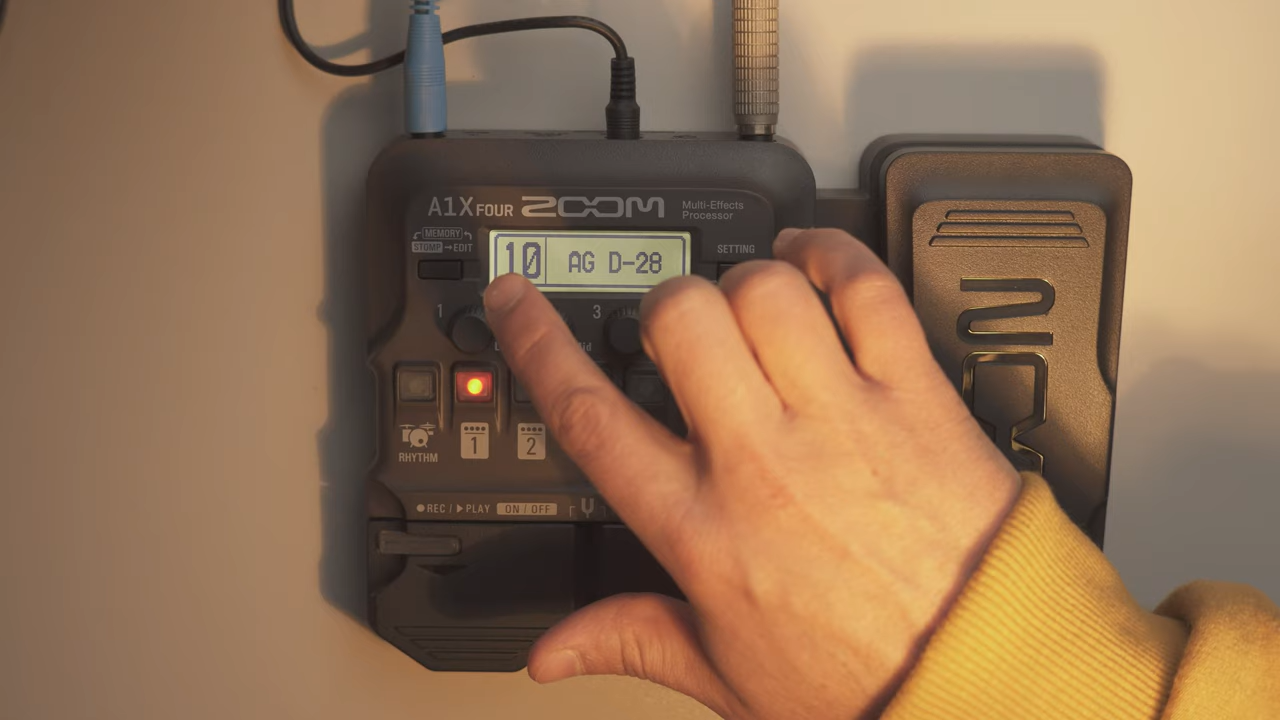 A1X FOUR ZOOM Multi-Effects Processor
MEMORY
STOMP → EDIT
10 AG D-28
SETTING
1 3
RHYTHM 1 2
●REC / ▶PLAY ON / OFF
ZO